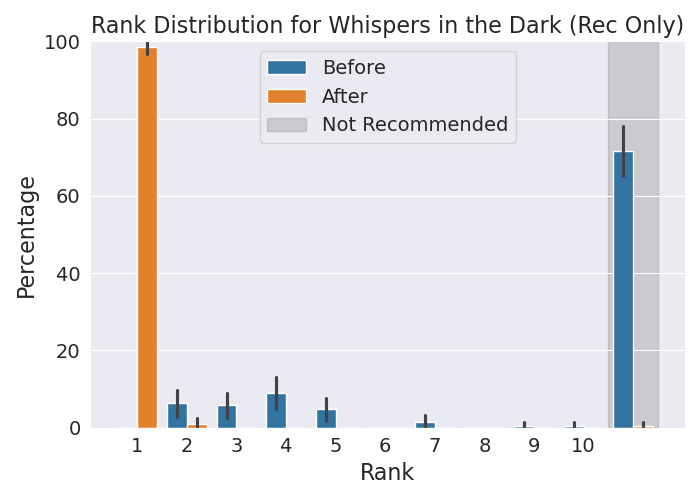 Rank Distribution for Whispers in the Dark (Rec Only)
100
80
60
40
20
0
Percentage
Before
After
Not Recommended
1 2 3 4 5 6 7 8 9 10
Rank